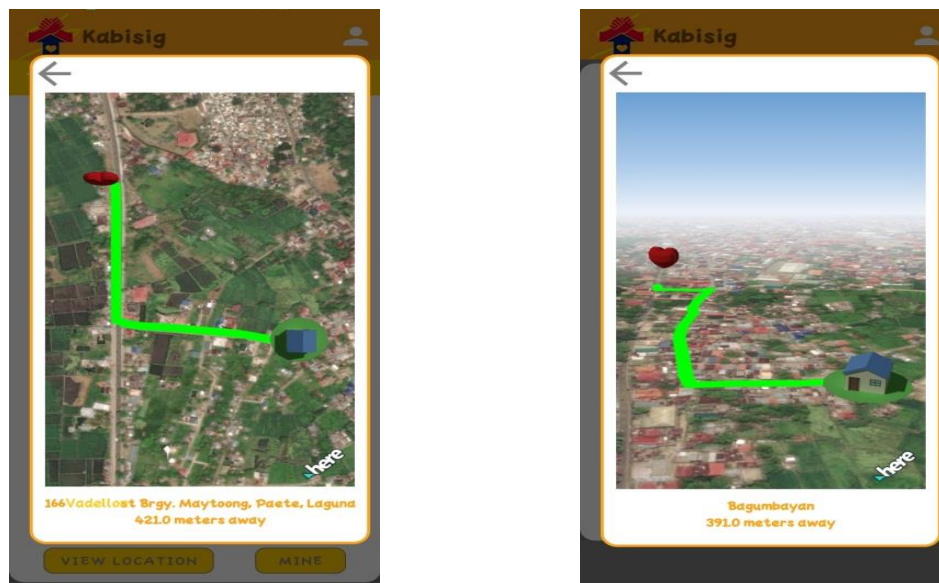 Kabisig
here
166Vadellost Brgy. Maytoong, Paete, Laguna
421.0 meters away
VIEW LOCATION
MINE
Kabisig
here
Bagumbayan
391.0 meters away